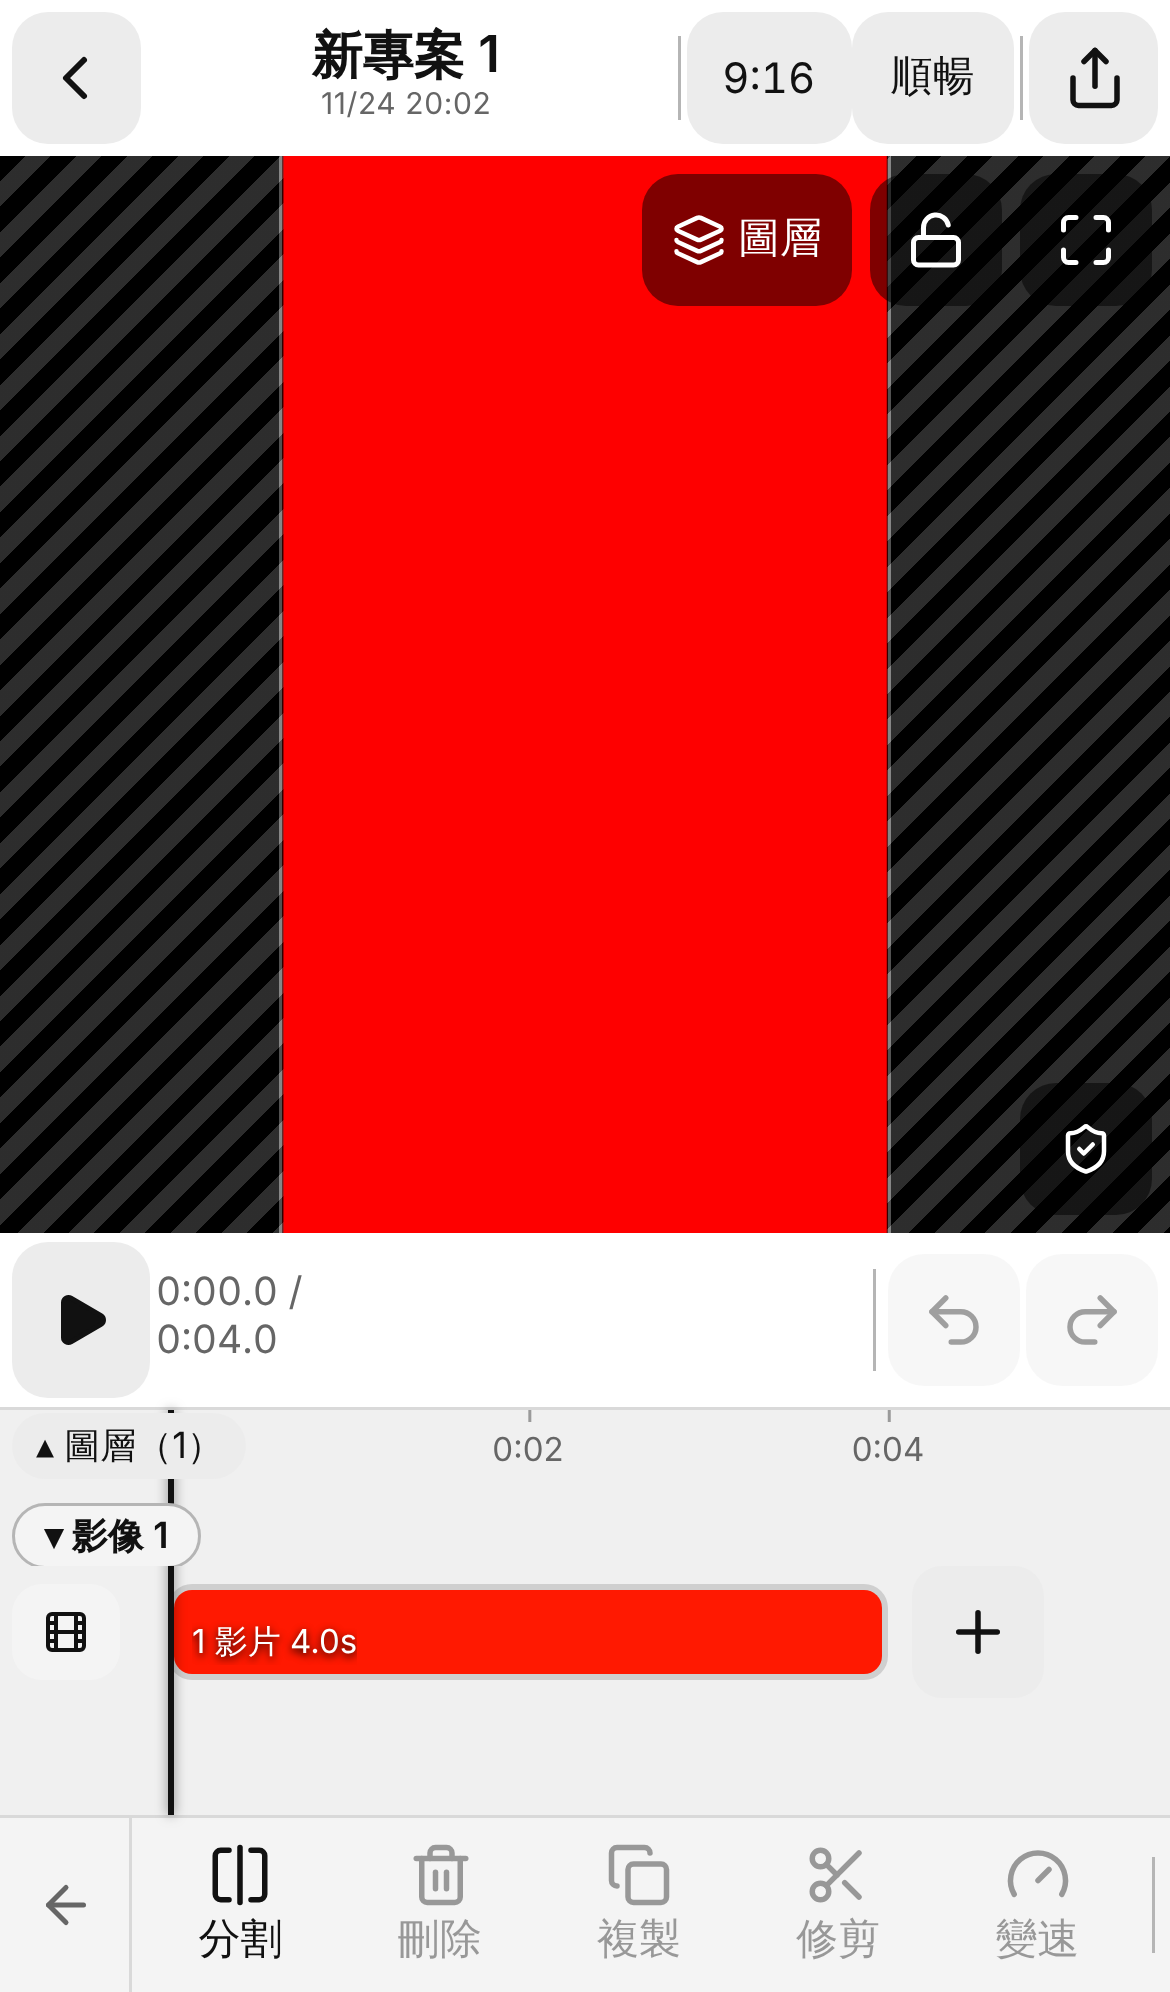 新專案 1
11/24 20:02
9:16
順暢
圖層
0:00.0 /
0:04.0
▲ 圖層（1）
0:02
0:04
▼ 影像 1
1 影片 4.0s
分割
刪除
複製
修剪
變速